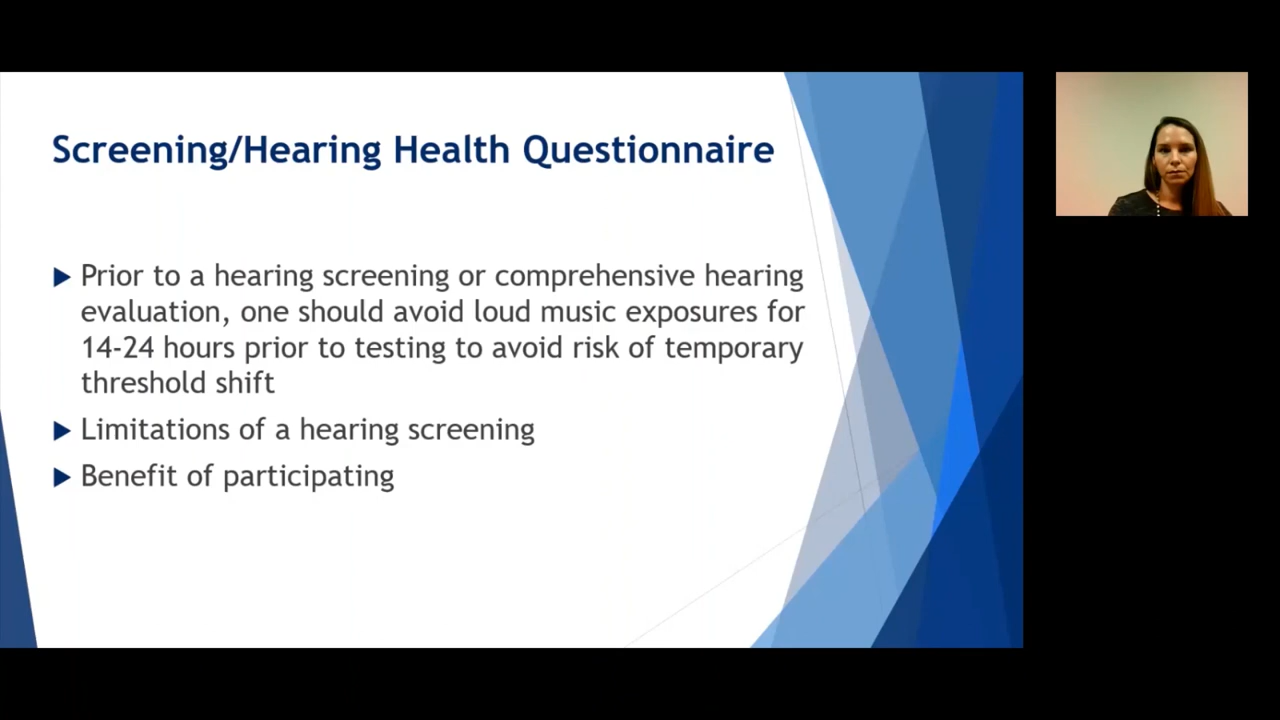 Screening/Hearing Health Questionnaire
Prior to a hearing screening or comprehensive hearing
evaluation, one should avoid loud music exposures for
14-24 hours prior to testing to avoid risk of temporary
threshold shift
Limitations of a hearing screening
Benefit of participating